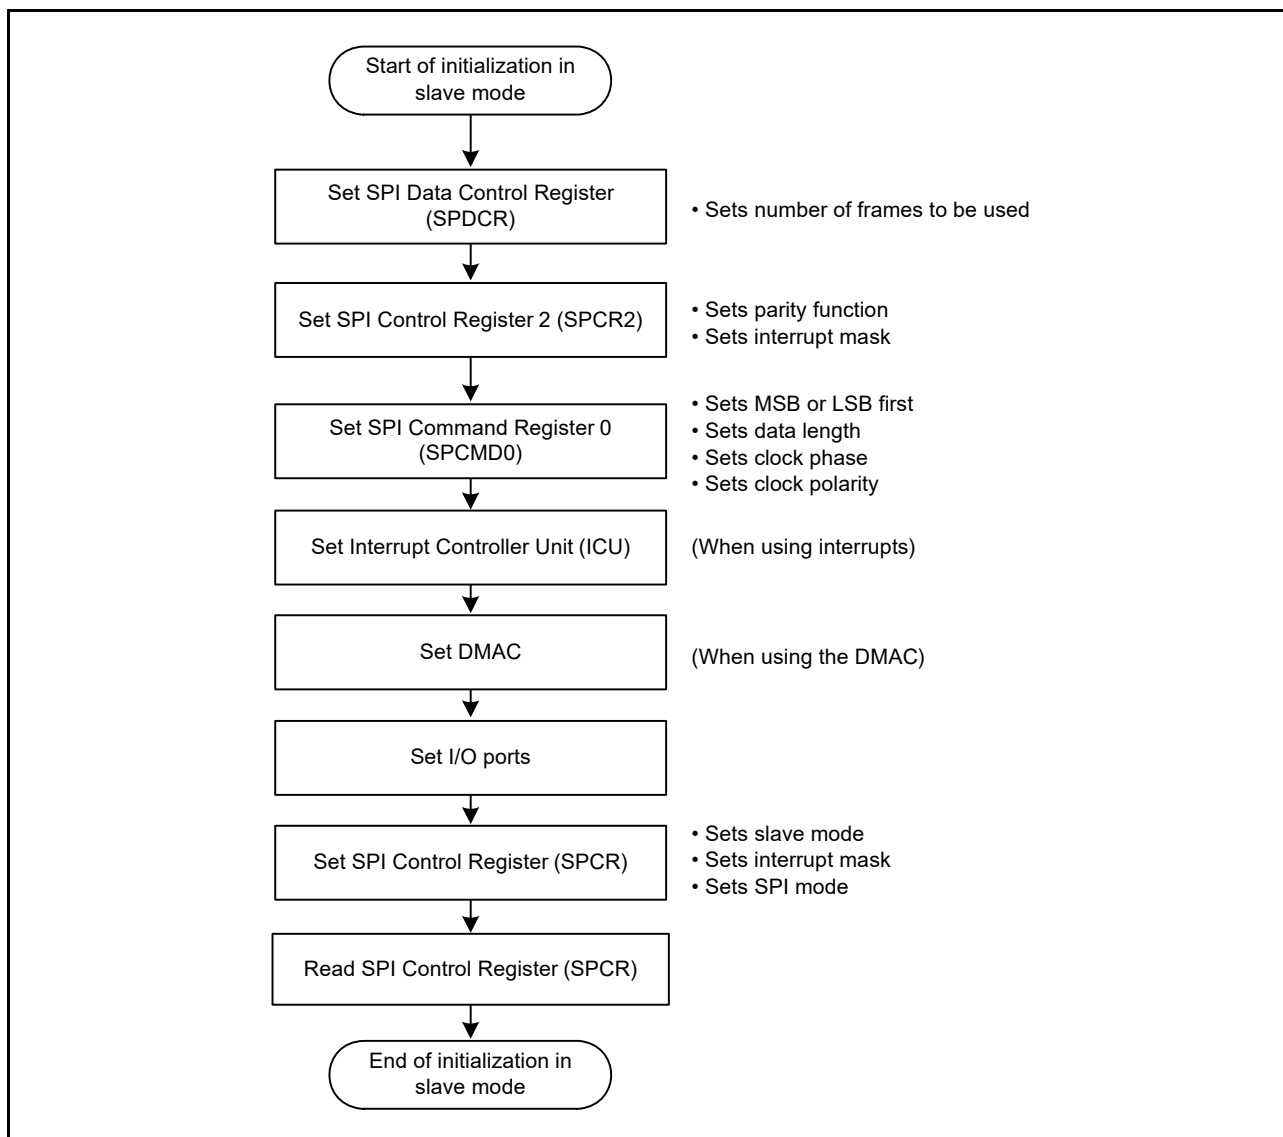 Start of initialization in
slave mode
Set SPI Data Control Register
(SPDCR)
• Sets number of frames to be used
Set SPI Control Register 2 (SPCR2)
• Sets parity function
• Sets interrupt mask
Set SPI Command Register 0
(SPCMD0)
• Sets MSB or LSB first
• Sets data length
• Sets clock phase
• Sets clock polarity
Set Interrupt Controller Unit (ICU)
(When using interrupts)
Set DMAC
(When using the DMAC)
Set I/O ports
Set SPI Control Register (SPCR)
• Sets slave mode
• Sets interrupt mask
• Sets SPI mode
Read SPI Control Register (SPCR)
End of initialization in
slave mode